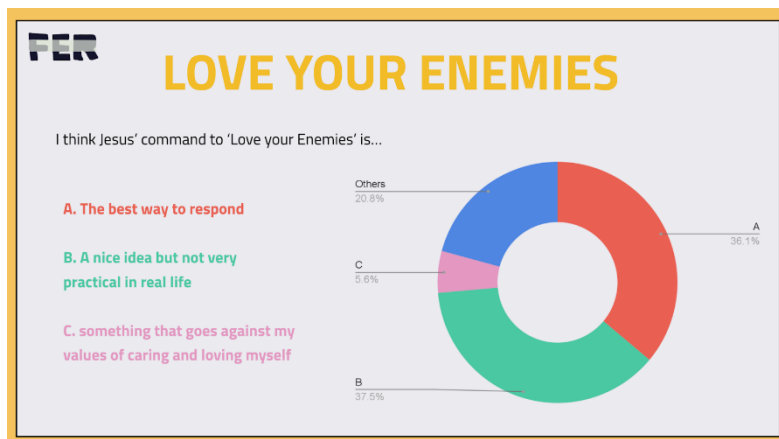 FER
LOVE YOUR ENEMIES
I think Jesus' command to 'Love your Enemies' is...
A. The best way to respond
B. A nice idea but not very
practical in real life
C. something that goes against my
values of caring and loving myself
Others
20.8%
A
36.1%
C
5.6%
B
37.5%